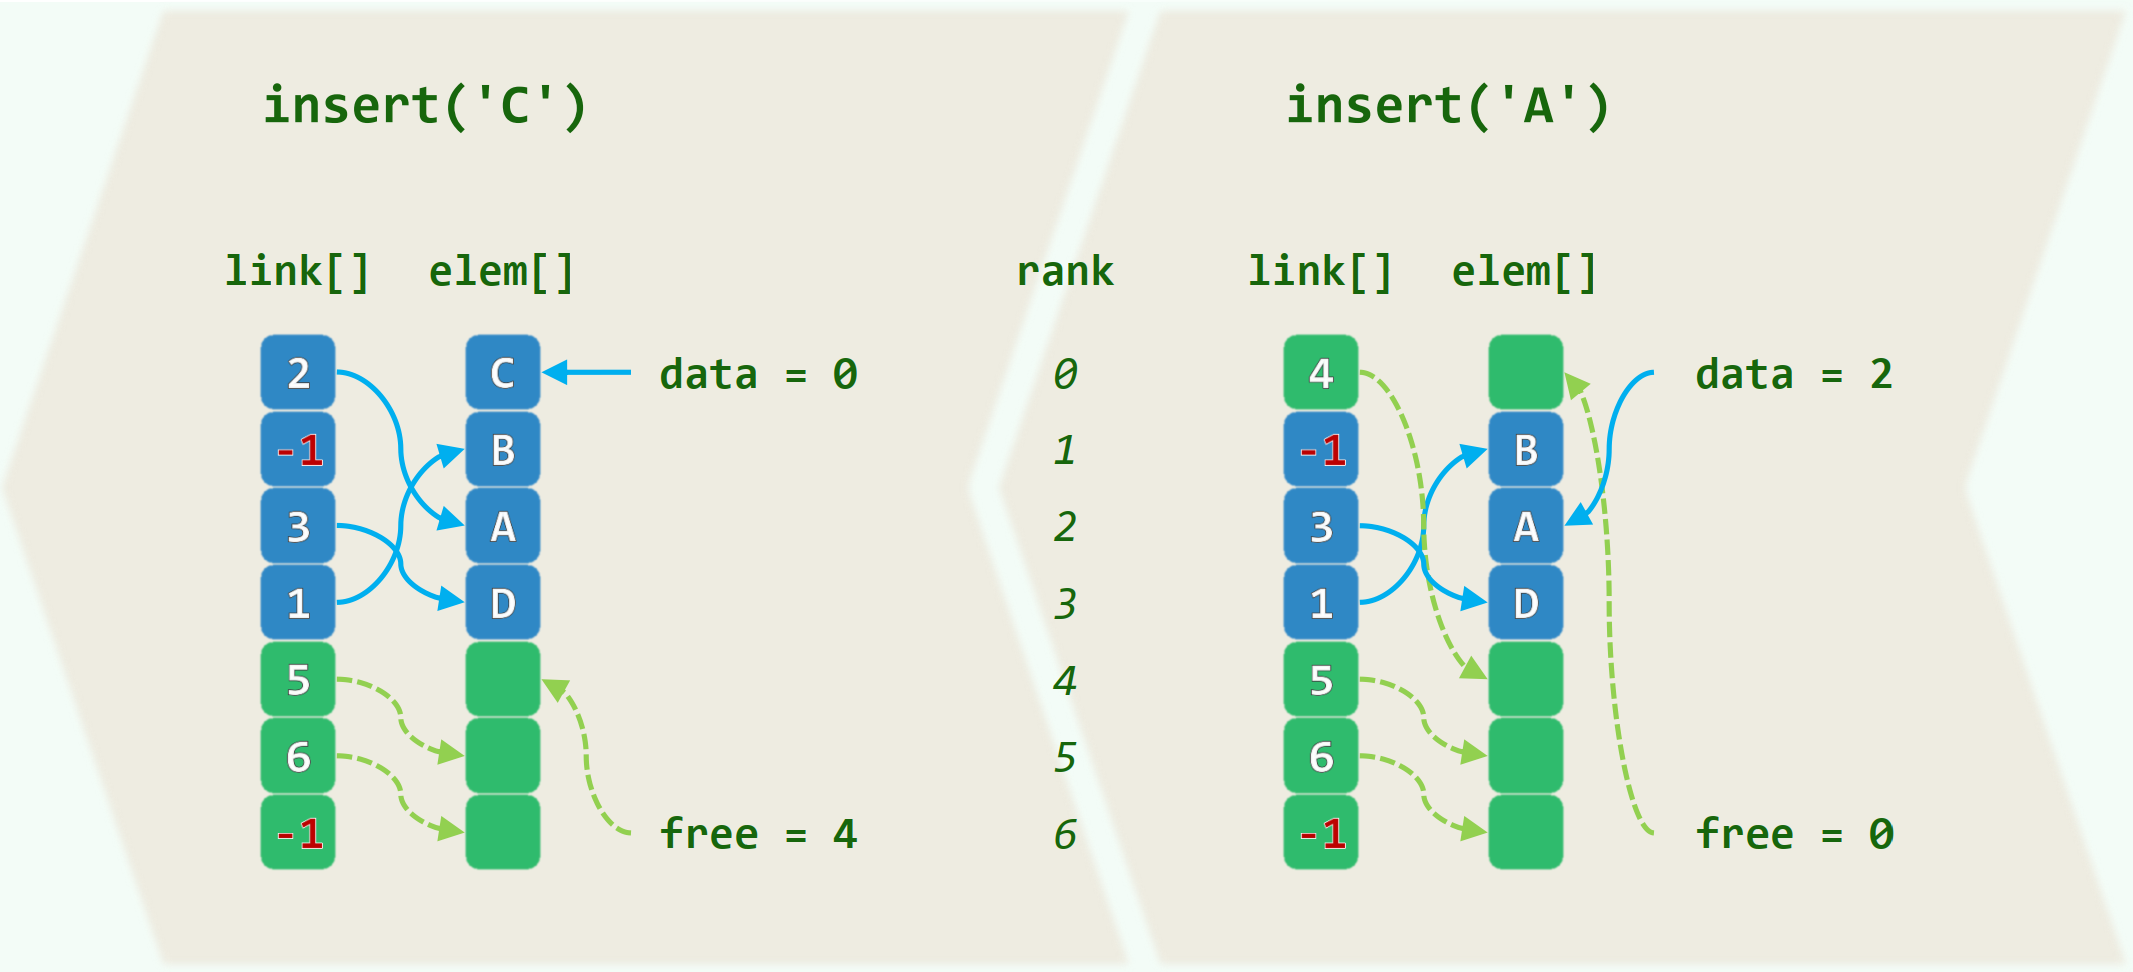 insert('C')
insert('A')
link[] elem[] rank link[] elem[]
2 C data = 0 0 4 data = 2
-1 B 1 -1 B
3 A 2 3 A
1 D 3 1 D
5 4 5
6 5 6
-1 free = 4 6 -1 free = 0